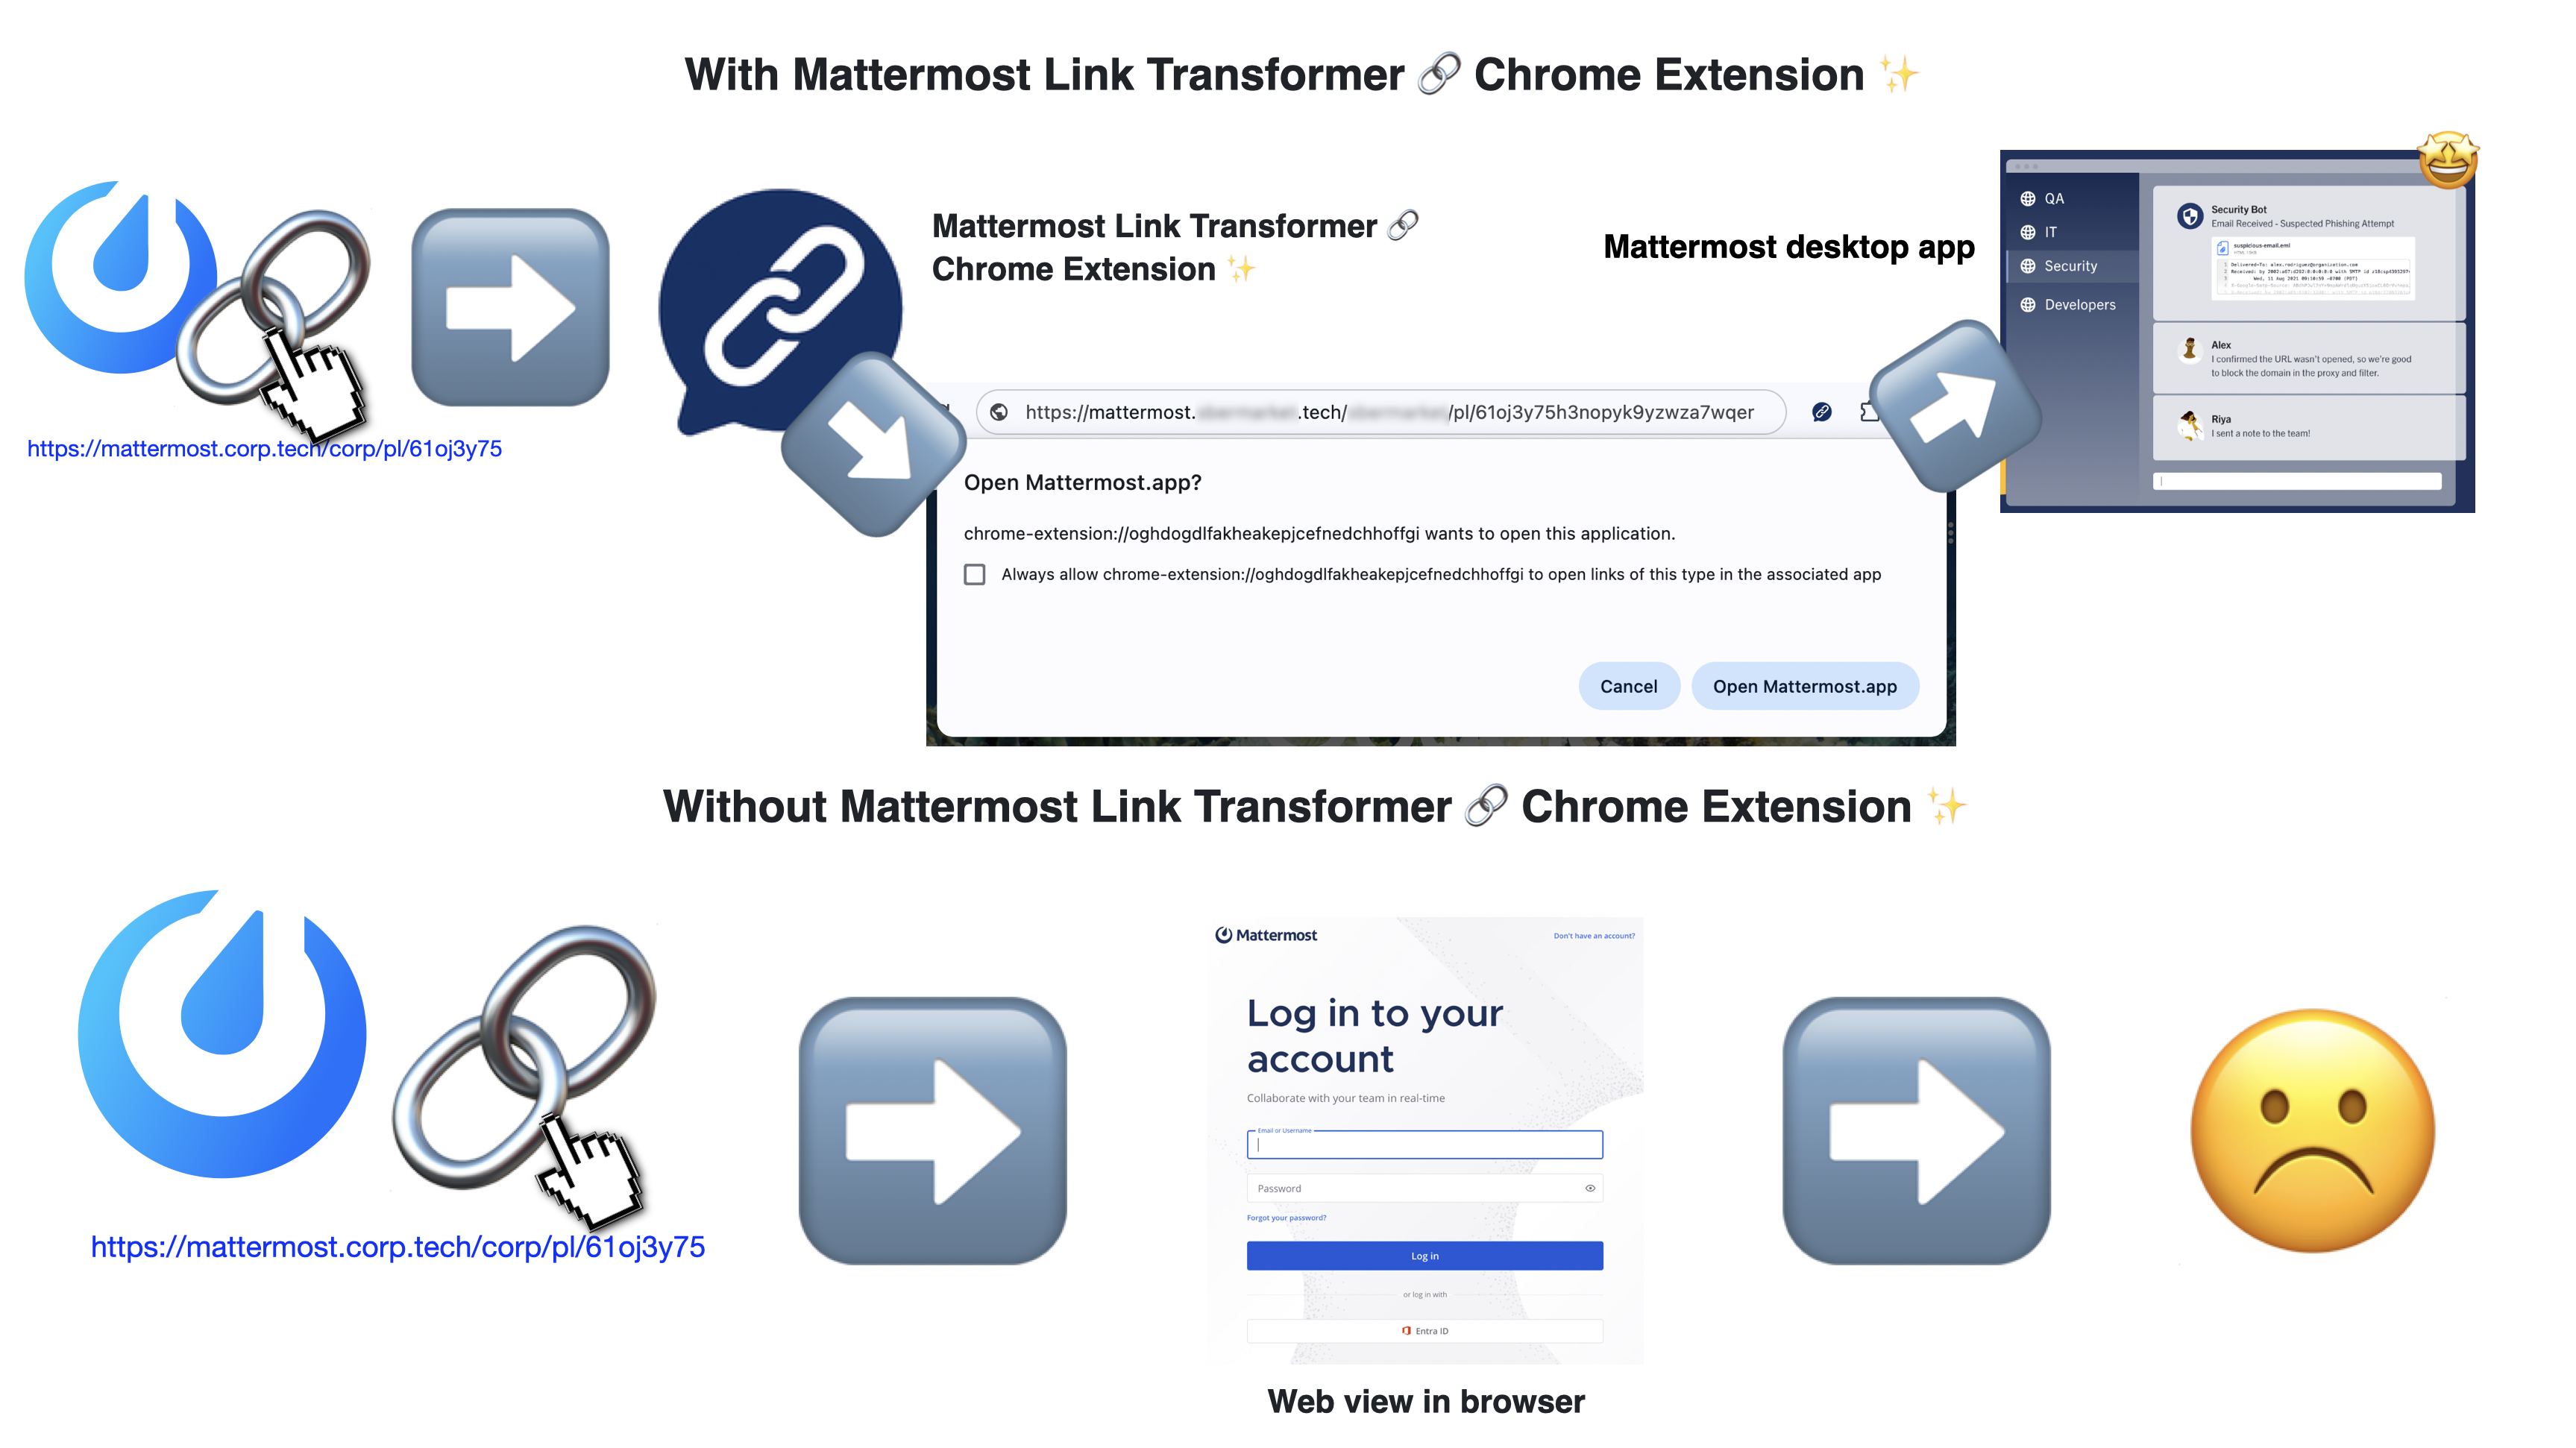 With Mattermost Link Transformer 🔗 Chrome Extension ✨
https://mattermost.corp.tech/corp/pl/61oj3y75
Mattermost Link Transformer 🔗
Chrome Extension ✨
https://mattermost. .tech/ /pl/61oj3y75h3nopyk9yzwza7wqer
Open Mattermost.app?
chrome-extension://oghdogdlfakheakepjcefnedchhoffgi wants to open this application.
Always allow chrome-extension://oghdogdlfakheakepjcefnedchhoffgi to open links of this type in the associated app
Cancel
Open Mattermost.app
Mattermost desktop app
QA
IT
Security
Developers
Security Bot
Email Received - Suspected Phishing Attempt
suspicious-email.eml
1 Delivered-To: alex.rodriguez@organization.com
Alex
I confirmed the URL wasn't opened, so we're good
to block the domain in the proxy and filter.
Riya
I sent a note to the team!
Without Mattermost Link Transformer 🔗 Chrome Extension ✨
https://mattermost.corp.tech/corp/pl/61oj3y75
Mattermost
Don't have an account?
Log in to your
account
Collaborate with your team in real-time
Email or Username
Password
Forgot your password?
Log in
or log in with
Entra ID
Web view in browser